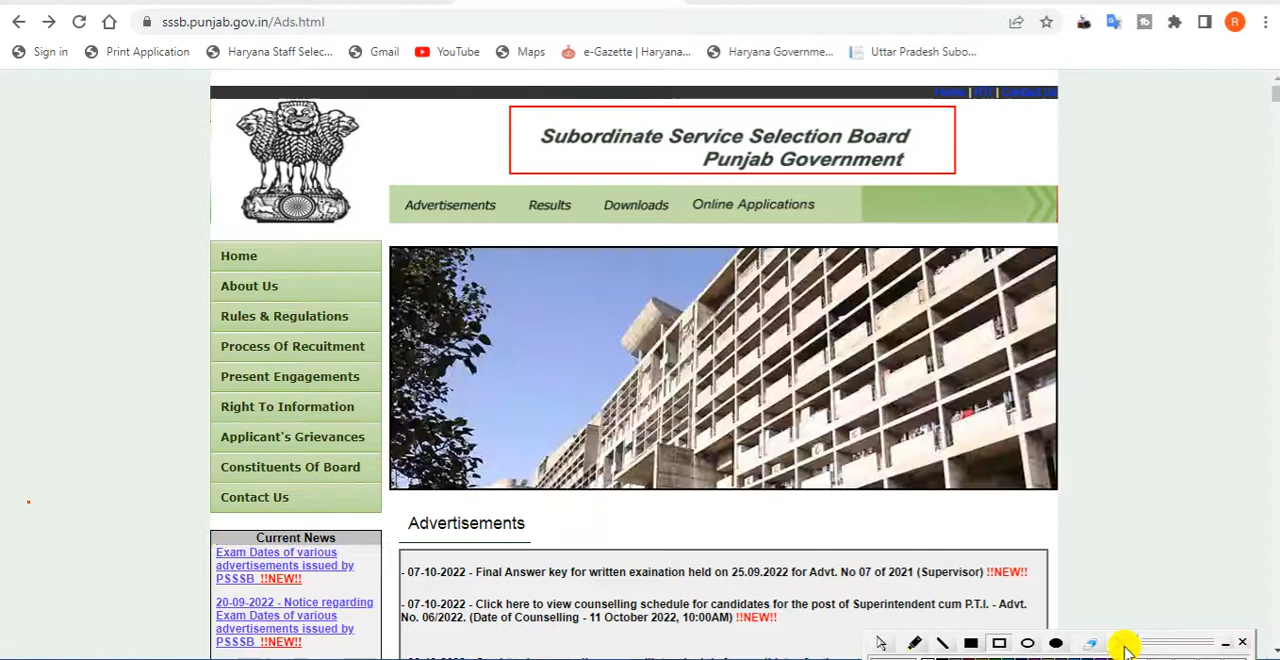 sssb.punjab.gov.in/Ads.html
R
Sign in Print Application Haryana Staff Selec... Gmail YouTube Maps e-Gazette | Haryana... Haryana Governme... Uttar Pradesh Subo...
Home | RTI | Contact Us
Subordinate Service Selection Board
Punjab Government
Advertisements Results Downloads Online Applications
Home
About Us
Rules & Regulations
Process Of Recuitment
Present Engagements
Right To Information
Applicant's Grievances
Constituents Of Board
Contact Us
Current News
Exam Dates of various
advertisements issued by
PSSSB !!NEW!!
20-09-2022 - Notice regarding
Exam Dates of various
advertisements issued by
PSSSB !!NEW!!
Advertisements
- 07-10-2022 - Final Answer key for written exaination held on 25.09.2022 for Advt. No 07 of 2021 (Supervisor) !!NEW!!
- 07-10-2022 - Click here to view counselling schedule for candidates for the post of Superintendent cum P.T.I. - Advt.
No. 06/2022. (Date of Counselling - 11 October 2022, 10:00AM) !!NEW!!